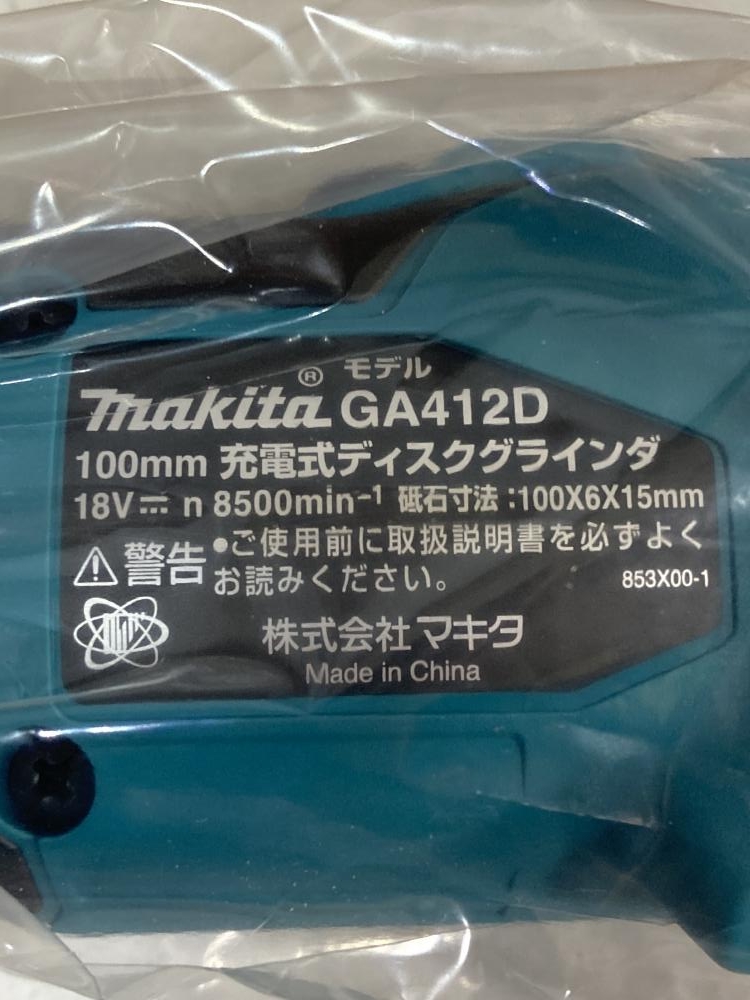 モデル
makita® GA412D
100mm 充電式ディスクグラインダ
18V⎓ n 8500min⁻¹ 砥石寸法:100X6X15mm
⚠警告 •ご使用前に取扱説明書を必ずよく
お読みください。 853X00-1
株式会社マキタ
Made in China